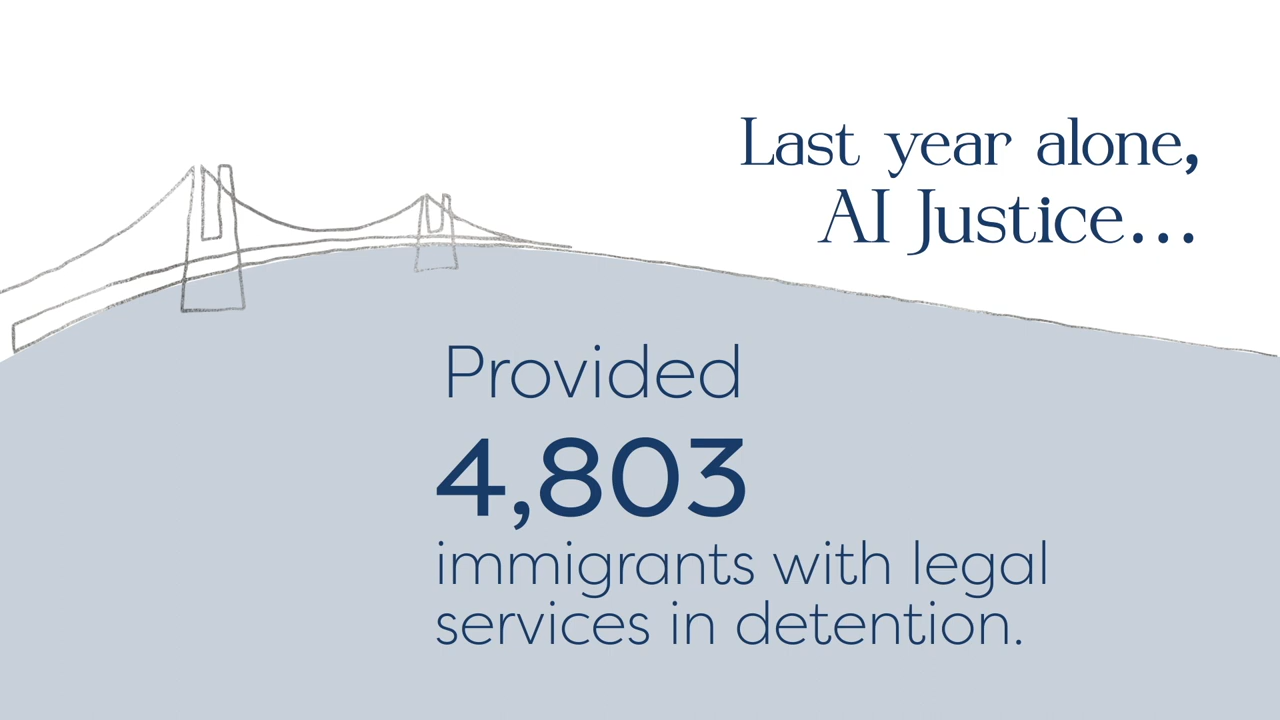 Last year alone,
AI Justice...
Provided
4,803
immigrants with legal
services in detention.